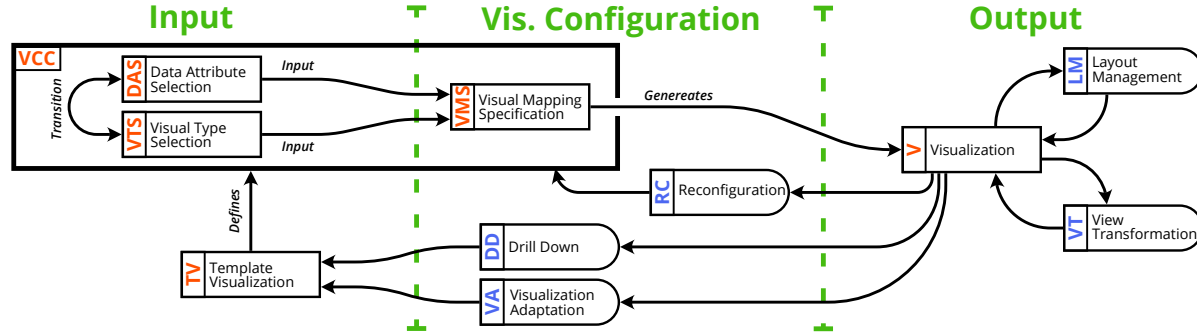 Input
Vis. Configuration
Output
VCC
Transition
DAS
Data Attribute
Selection
Input
VTS
Visual Type
Selection
Input
VMS
Visual Mapping
Specification
Genereates
LM
Layout
Management
V
Visualization
VT
View
Transformation
RC
Reconfiguration
Defines
DD
Drill Down
TV
Template
Visualization
VA
Visualization
Adaptation